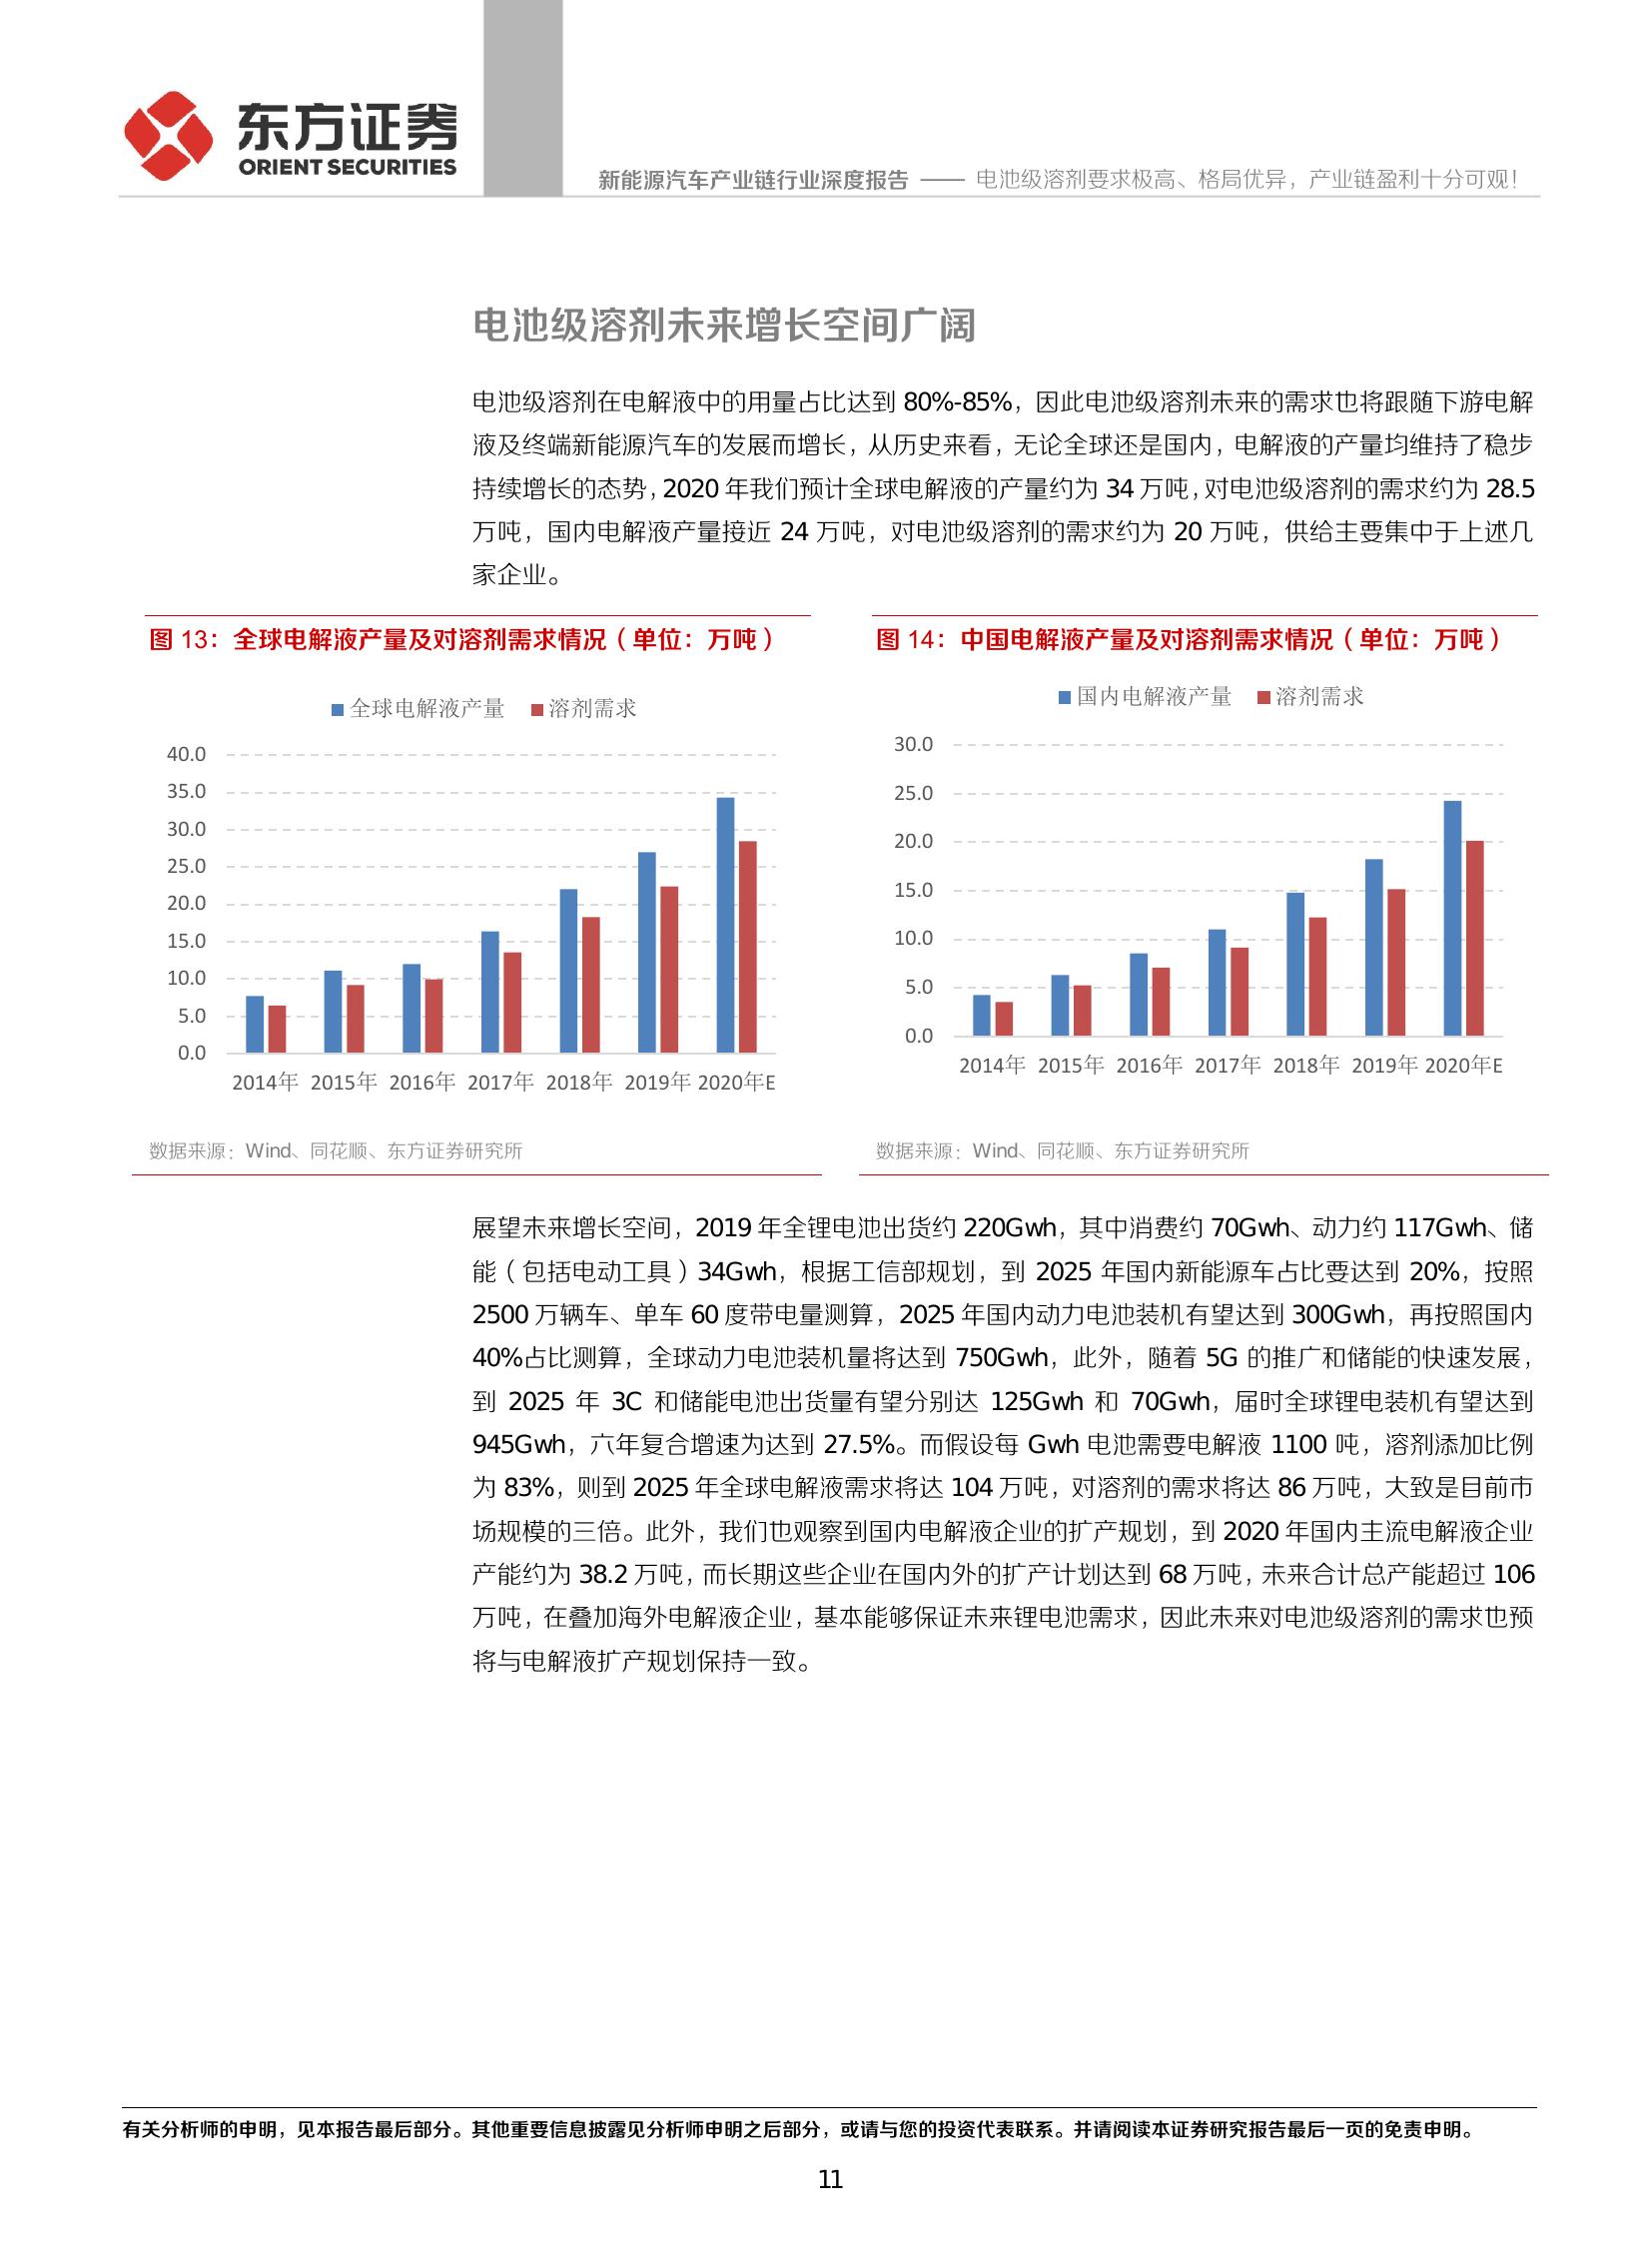 东方证券
ORIENT SECURITIES
新能源汽车产业链行业深度报告 —— 电池级溶剂要求极高、格局优异，产业链盈利十分可观！
电池级溶剂未来增长空间广阔
电池级溶剂在电解液中的用量占比达到 80%-85%，因此电池级溶剂未来的需求也将跟随下游电解
液及终端新能源汽车的发展而增长，从历史来看，无论全球还是国内，电解液的产量均维持了稳步
持续增长的态势，2020 年我们预计全球电解液的产量约为 34 万吨，对电池级溶剂的需求约为 28.5
万吨，国内电解液产量接近 24 万吨，对电池级溶剂的需求约为 20 万吨，供给主要集中于上述几
家企业。
图 13：全球电解液产量及对溶剂需求情况（单位：万吨）
全球电解液产量 溶剂需求
40.0
35.0
30.0
25.0
20.0
15.0
10.0
5.0
0.0
2014年 2015年 2016年 2017年 2018年 2019年 2020年E
数据来源：Wind、同花顺、东方证券研究所
图 14：中国电解液产量及对溶剂需求情况（单位：万吨）
国内电解液产量 溶剂需求
30.0
25.0
20.0
15.0
10.0
5.0
0.0
2014年 2015年 2016年 2017年 2018年 2019年 2020年E
数据来源：Wind、同花顺、东方证券研究所
展望未来增长空间，2019 年全锂电池出货约 220Gwh，其中消费约 70Gwh、动力约 117Gwh、储
能（包括电动工具）34Gwh，根据工信部规划，到 2025 年国内新能源车占比要达到 20%，按照
2500 万辆车、单车 60 度带电量测算，2025 年国内动力电池装机有望达到 300Gwh，再按照国内
40%占比测算，全球动力电池装机量将达到 750Gwh，此外，随着 5G 的推广和储能的快速发展，
到 2025 年 3C 和储能电池出货量有望分别达 125Gwh 和 70Gwh，届时全球锂电装机有望达到
945Gwh，六年复合增速为达到 27.5%。而假设每 Gwh 电池需要电解液 1100 吨，溶剂添加比例
为 83%，则到 2025 年全球电解液需求将达 104 万吨，对溶剂的需求将达 86 万吨，大致是目前市
场规模的三倍。此外，我们也观察到国内电解液企业的扩产规划，到 2020 年国内主流电解液企业
产能约为 38.2 万吨，而长期这些企业在国内外的扩产计划达到 68 万吨，未来合计总产能超过 106
万吨，在叠加海外电解液企业，基本能够保证未来锂电池需求，因此未来对电池级溶剂的需求也预
将与电解液扩产规划保持一致。
有关分析师的申明，见本报告最后部分。其他重要信息披露见分析师申明之后部分，或请与您的投资代表联系。并请阅读本证券研究报告最后一页的免责申明。
11